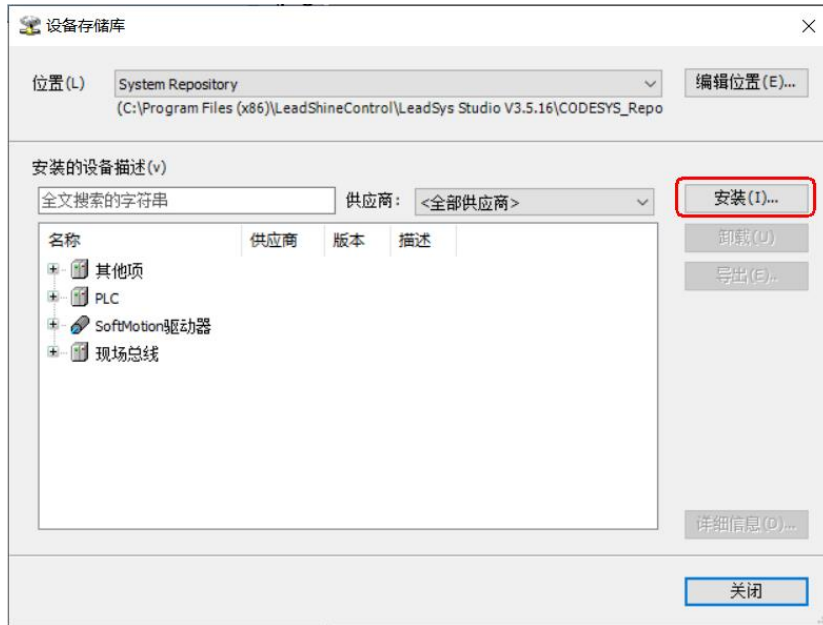 设备存储库
位置(L) System Repository 编辑位置(E)...
(C:\Program Files (x86)\LeadShineControl\LeadSys Studio V3.5.16\CODESYS_Repo
安装的设备描述(v)
全文搜索的字符串 供应商: <全部供应商> 安装(I)...
名称 供应商 版本 描述 卸载(U)
其他项 导出(E)..
PLC
SoftMotion驱动器
现场总线
详细信息(D)...
关闭